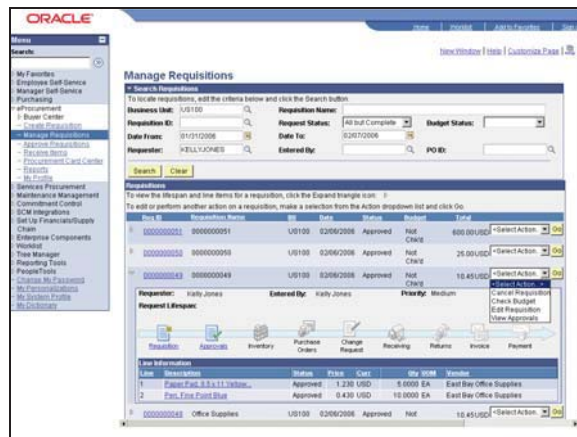 ORACLE
Home | Worklist | Add to Favorites | Sign
Menu
Search:
New Window | Help | Customize Page |
My Favorites
Employee Self-Service
Manager Self-Service
Purchasing
eProcurement
Buyer Center
Create Requisition
Manage Requisitions
Approve Requisitions
Receive Items
Procurement Card Center
Reports
My Profile
Services Procurement
Maintenance Management
Commitment Control
SCM Integrations
Set Up Financials/Supply
Chain
Enterprise Components
Worklist
Tree Manager
Reporting Tools
PeopleTools
Change My Password
My Personalizations
My System Profile
My Dictionary
Manage Requisitions
Search Requisitions
To locate requisitions, edit the criteria below and click the Search button.
Business Unit: US100 Requisition Name:
Requisition ID: Request Status: All but Complete Budget Status:
Date From: 01/31/2006 Date To: 02/07/2006
Requester: KELLYJONES Entered By: PO ID:
Search Clear
Requisitions
To view the lifespan and line items for a requisition, click the Expand triangle icon.
To edit or perform another action on a requisition, make a selection from the Action dropdown list and click Go.
Req ID Requisition Name BU Date Status Budget Total
0000000051 0000000051 US100 02/06/2006 Approved Not Chk'd 600.00 USD <Select Action. Go
0000000050 0000000050 US100 02/06/2006 Approved Not Chk'd 25.00 USD <Select Action. Go
0000000049 0000000049 US100 02/06/2006 Approved Not Chk'd 10.45 USD <Select Action. Go
<Select Action. >
Cancel Requisition
Check Budget
Edit Requisition
View Approvals
Requester: Kelly Jones Entered By: Kelly Jones Priority: Medium
Request Lifespan:
Requisition Approvals Inventory Purchase Orders Change Request Receiving Returns Invoice Payment
Line Information
Line Description Status Price Curr Qty UOM Vendor
1 Paper Pad, 8.5 x 11 Yellow... Approved 1.230 USD 5.0000 EA East Bay Office Supplies
2 Pen, Fine Point Blue Approved 0.430 USD 10.0000 EA East Bay Office Supplies
0000000048 Office Supplies US100 02/06/2006 Approved Not 10.45 USD <Select Action. Go